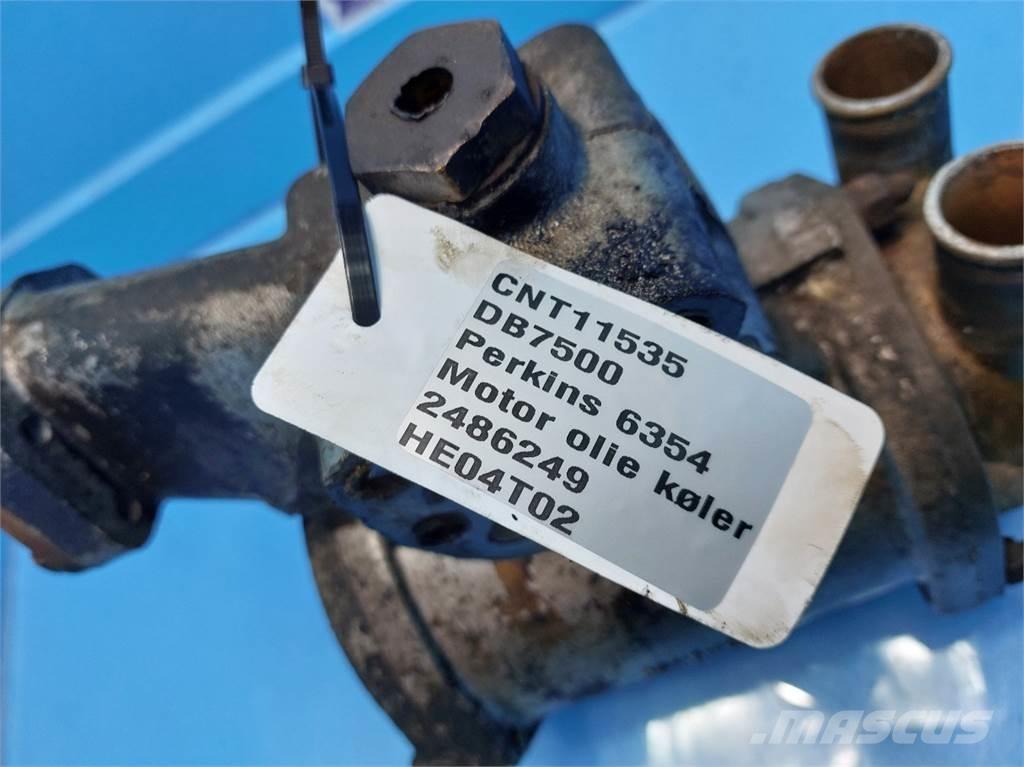 CNT11535
DB7500
Perkins 6354
Motor olie køler
2486249
HE04T02
MASCUS